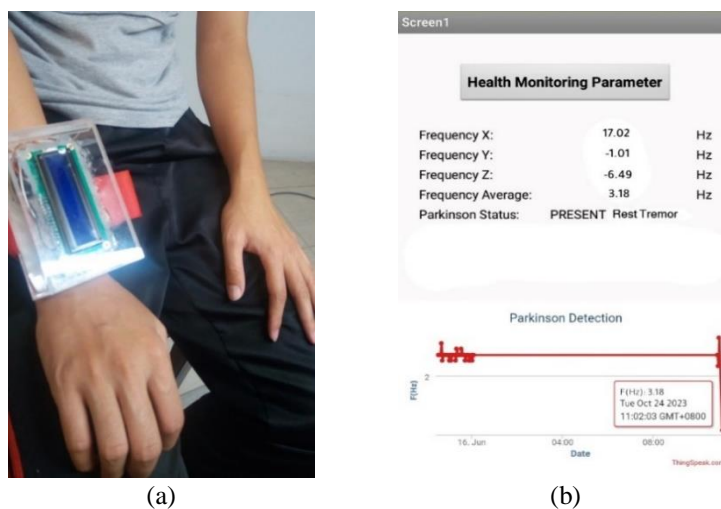 Screen1
Health Monitoring Parameter
Frequency X: 17.02 Hz
Frequency Y: -1.01 Hz
Frequency Z: -6.49 Hz
Frequency Average: 3.18 Hz
Parkinson Status: PRESENT Rest Tremor
Parkinson Detection
2
F(Hz)
F(Hz): 3.18
Tue Oct 24 2023
11:02:03 GMT+0800
16. Jun 04:00 08:00
Date
ThingSpeak.com
(a) (b)